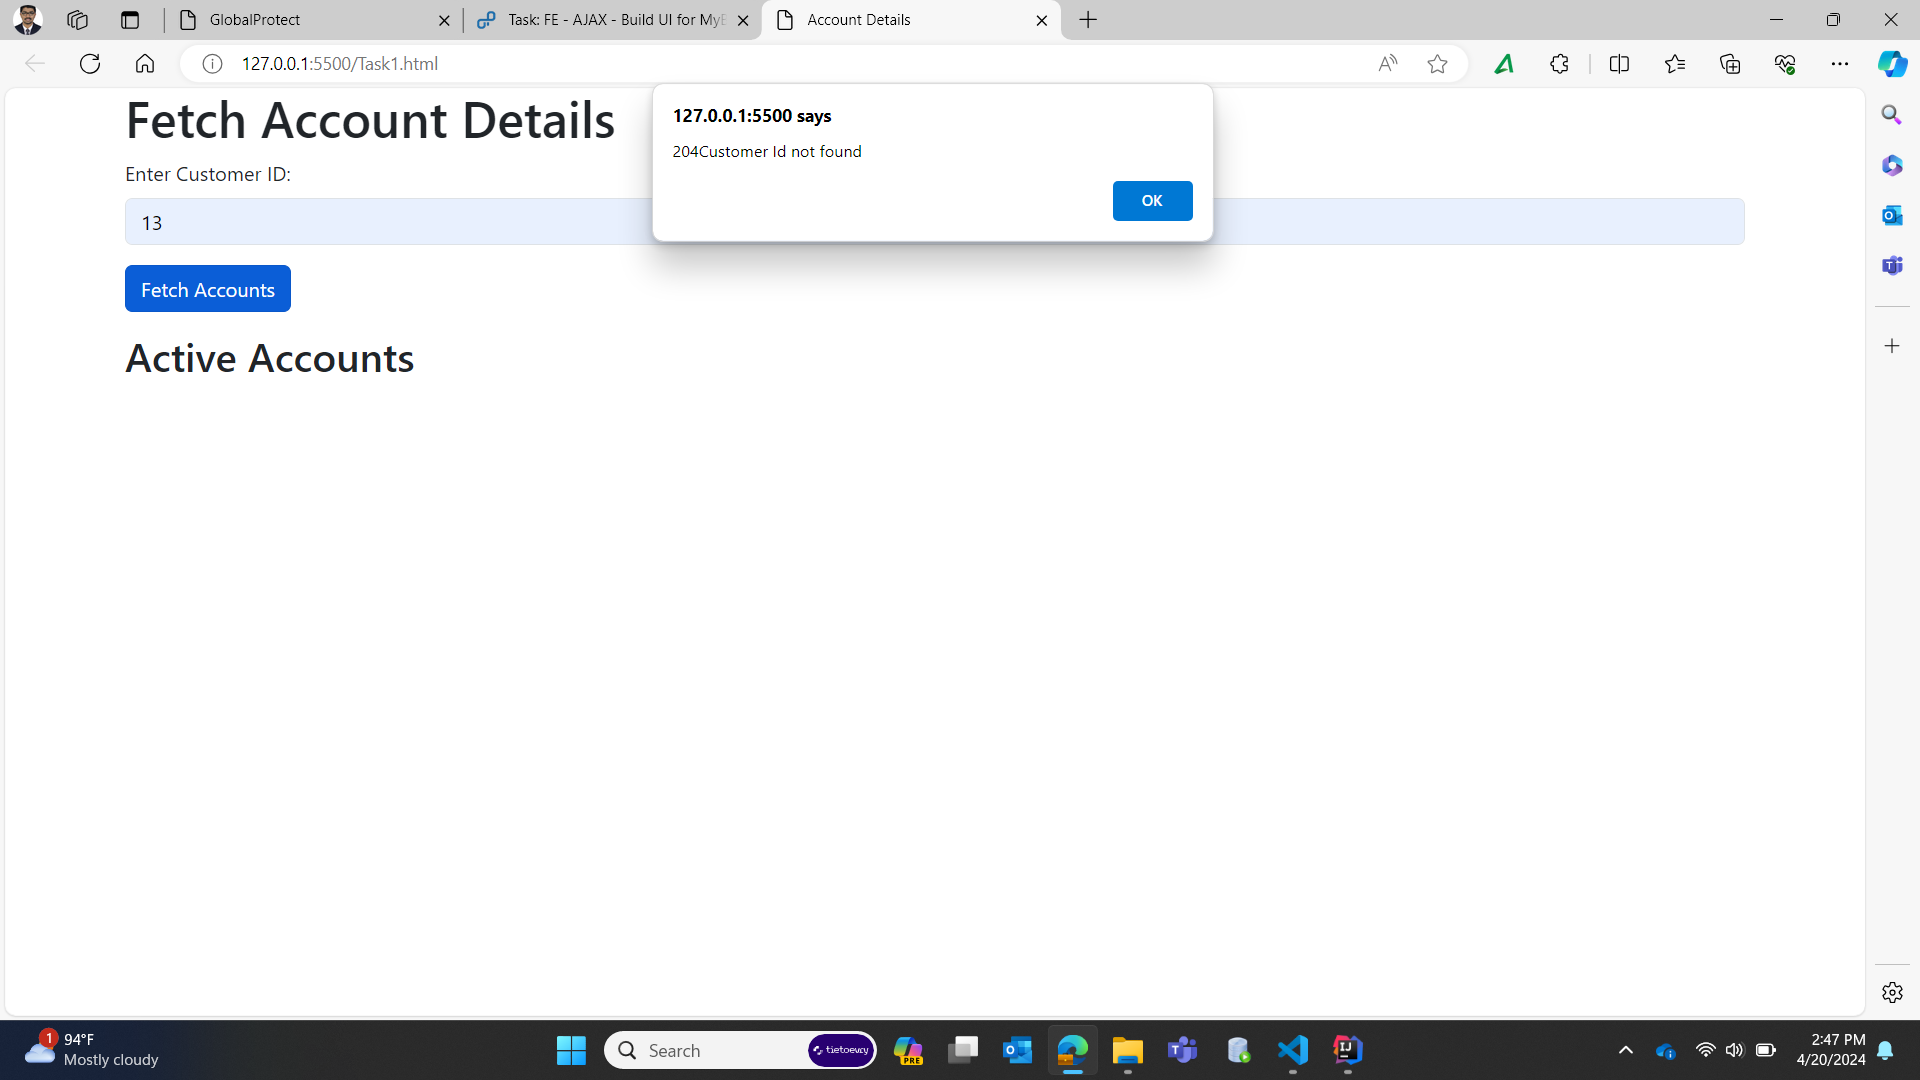 GlobalProtect
Task: FE - AJAX - Build UI for MyB
Account Details
127.0.0.1:5500/Task1.html
127.0.0.1:5500 says
204Customer Id not found
OK
Fetch Account Details
Enter Customer ID:
13
Fetch Accounts
Active Accounts
1
94°F
Mostly cloudy
Search
tietoevry
PRE
2:47 PM
4/20/2024